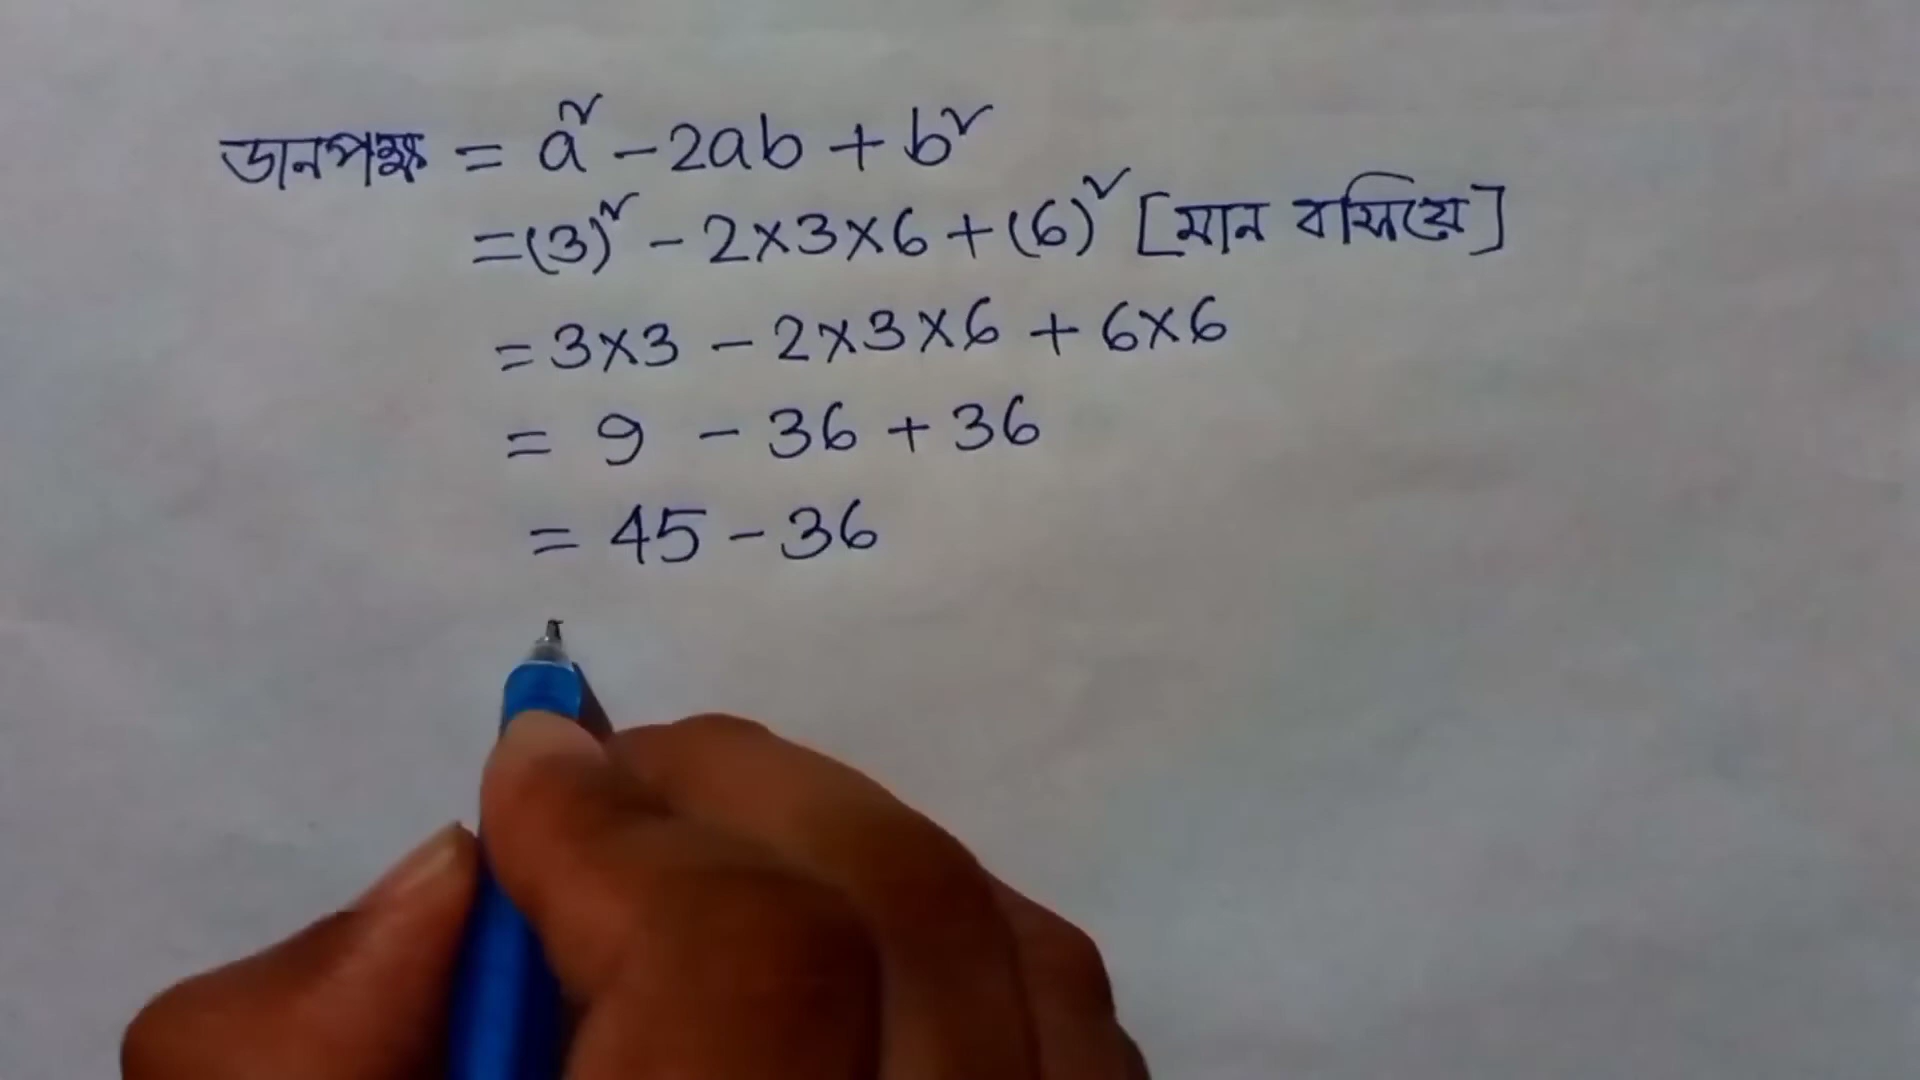 ডানপক্ষ = a² - 2ab + b²
= (3)² - 2×3×6 + (6)² [মান বসিয়ে]
= 3×3 - 2×3×6 + 6×6
= 9 - 36 + 36
= 45 - 36